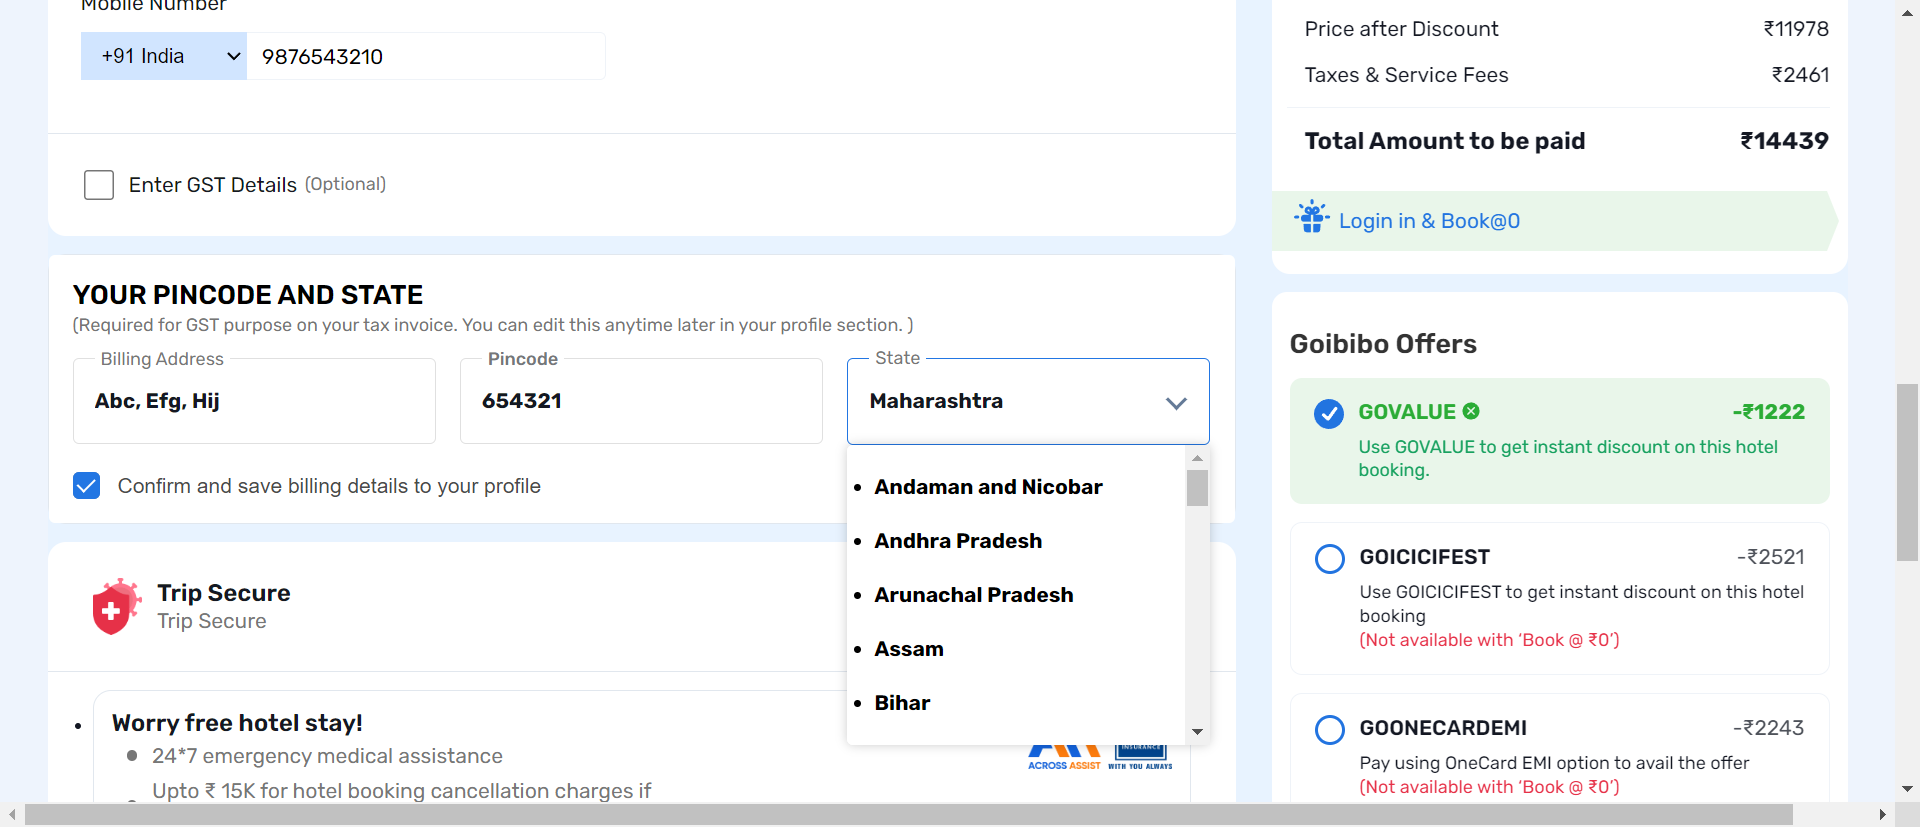 Mobile Number
+91 India
9876543210
Enter GST Details (Optional)
YOUR PINCODE AND STATE
(Required for GST purpose on your tax invoice. You can edit this anytime later in your profile section. )
Billing Address
Abc, Efg, Hij
Pincode
654321
State
Maharashtra
Andaman and Nicobar
Andhra Pradesh
Arunachal Pradesh
Assam
Bihar
Confirm and save billing details to your profile
Trip Secure
Trip Secure
Worry free hotel stay!
24*7 emergency medical assistance
Upto ₹ 15K for hotel booking cancellation charges if
ACROSS ASSIST
INSURANCE
WITH YOU ALWAYS
Price after Discount ₹11978
Taxes & Service Fees ₹2461
Total Amount to be paid ₹14439
Login in & Book@0
Goibibo Offers
GOVALUE -₹1222
Use GOVALUE to get instant discount on this hotel
booking.
GOICICIFEST -₹2521
Use GOICICIFEST to get instant discount on this hotel
booking
(Not available with ‘Book @ ₹0’)
GOONECARDEMI -₹2243
Pay using OneCard EMI option to avail the offer
(Not available with ‘Book @ ₹0’)